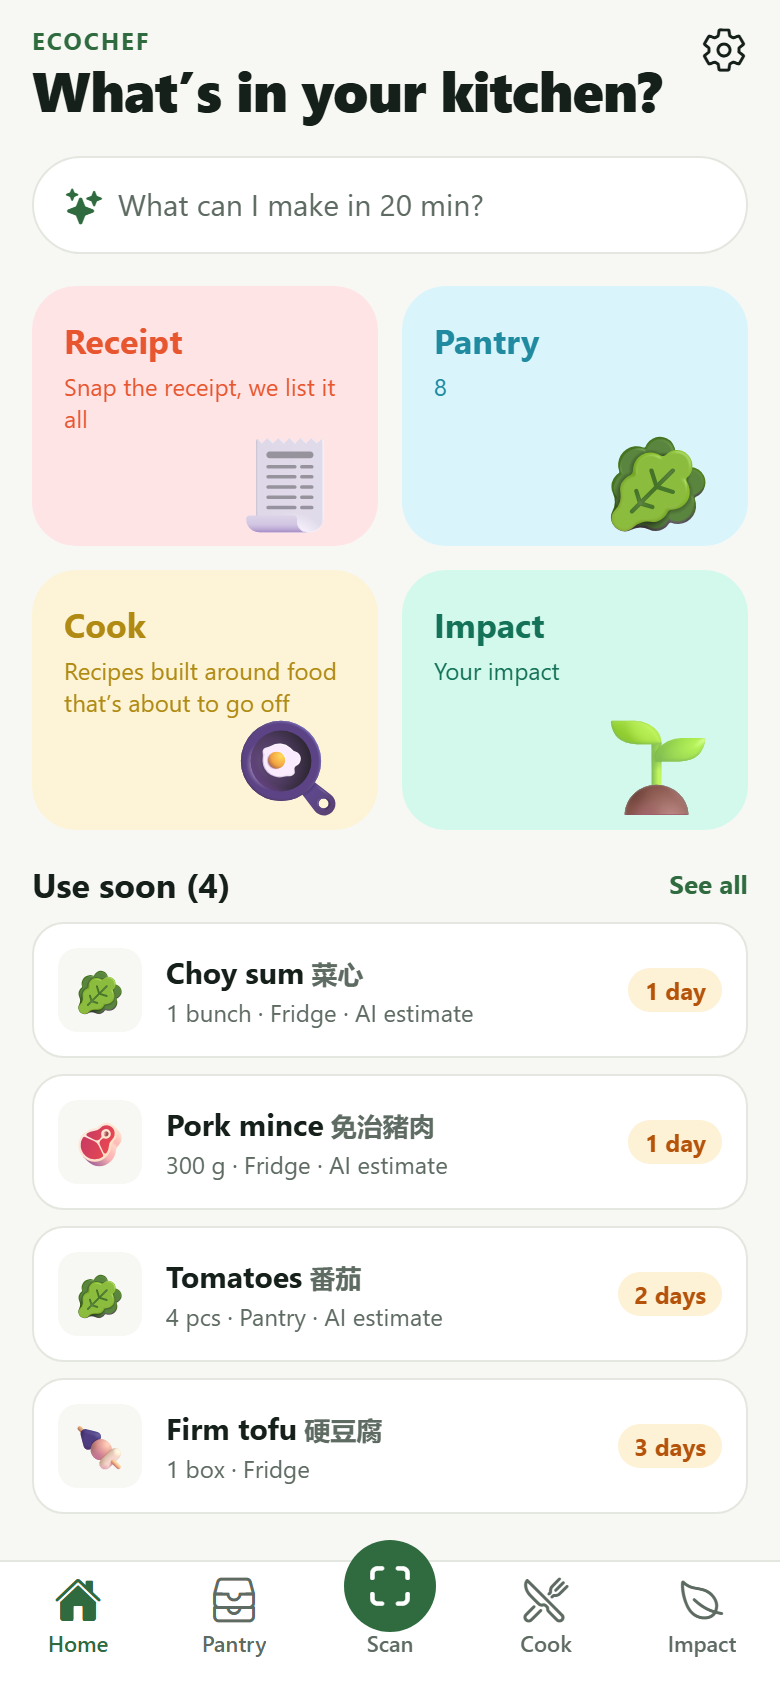 ECOCHEF
What's in your kitchen?
What can I make in 20 min?
Receipt
Snap the receipt, we list it
all
Pantry
8
Cook
Recipes built around food
that's about to go off
Impact
Your impact
Use soon (4)
See all
Choy sum 菜心
1 bunch · Fridge · AI estimate
1 day
Pork mince 免治豬肉
300 g · Fridge · AI estimate
1 day
Tomatoes 番茄
4 pcs · Pantry · AI estimate
2 days
Firm tofu 硬豆腐
1 box · Fridge
3 days
Home
Pantry
Scan
Cook
Impact